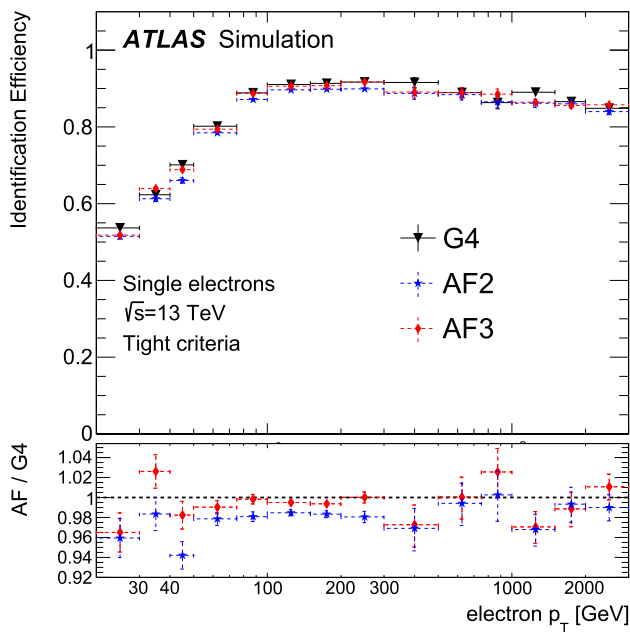 Identification Efficiency
ATLAS Simulation
1
0.8
0.6
0.4
0.2
0
G4
AF2
AF3
Single electrons
√s=13 TeV
Tight criteria
AF / G4
1.04
1.02
1
0.98
0.96
0.94
0.92
30 40 100 200 300 1000 2000
electron pT [GeV]